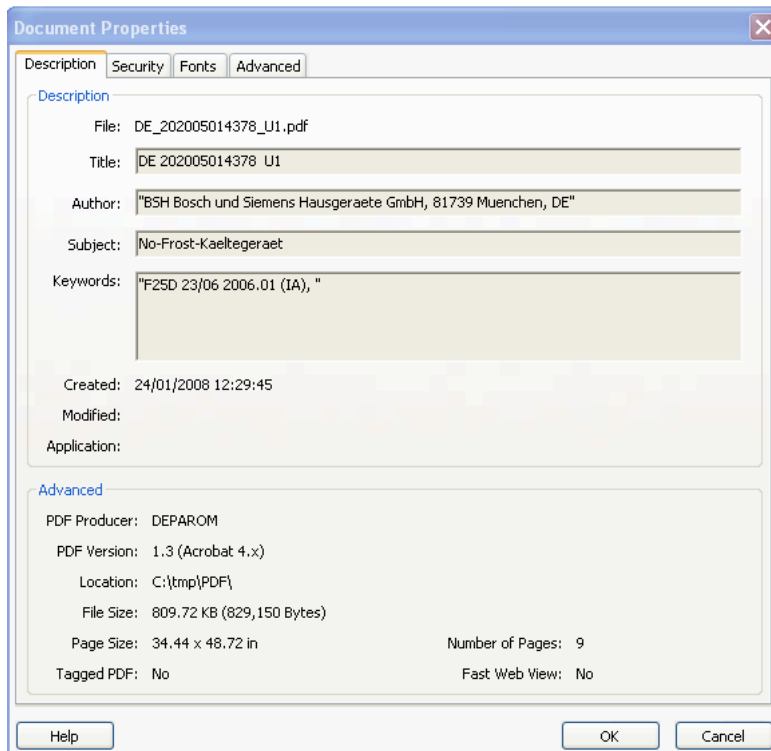 Document Properties
Description Security Fonts Advanced
Description
File: DE_202005014378_U1.pdf
Title: DE 202005014378 U1
Author: "BSH Bosch und Siemens Hausgeraete GmbH, 81739 Muenchen, DE"
Subject: No-Frost-Kaeltegeraet
Keywords: "F25D 23/06 2006.01 (IA), "
Created: 24/01/2008 12:29:45
Modified:
Application:
Advanced
PDF Producer: DEPAROM
PDF Version: 1.3 (Acrobat 4.x)
Location: C:\tmp\PDF\
File Size: 809.72 KB (829,150 Bytes)
Page Size: 34.44 x 48.72 in Number of Pages: 9
Tagged PDF: No Fast Web View: No
Help OK Cancel